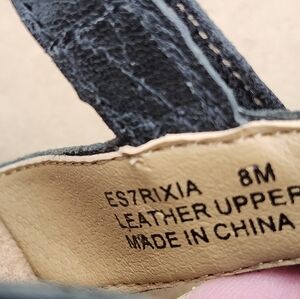 ES7RIXIA 8M
LEATHER UPPER
MADE IN CHINA